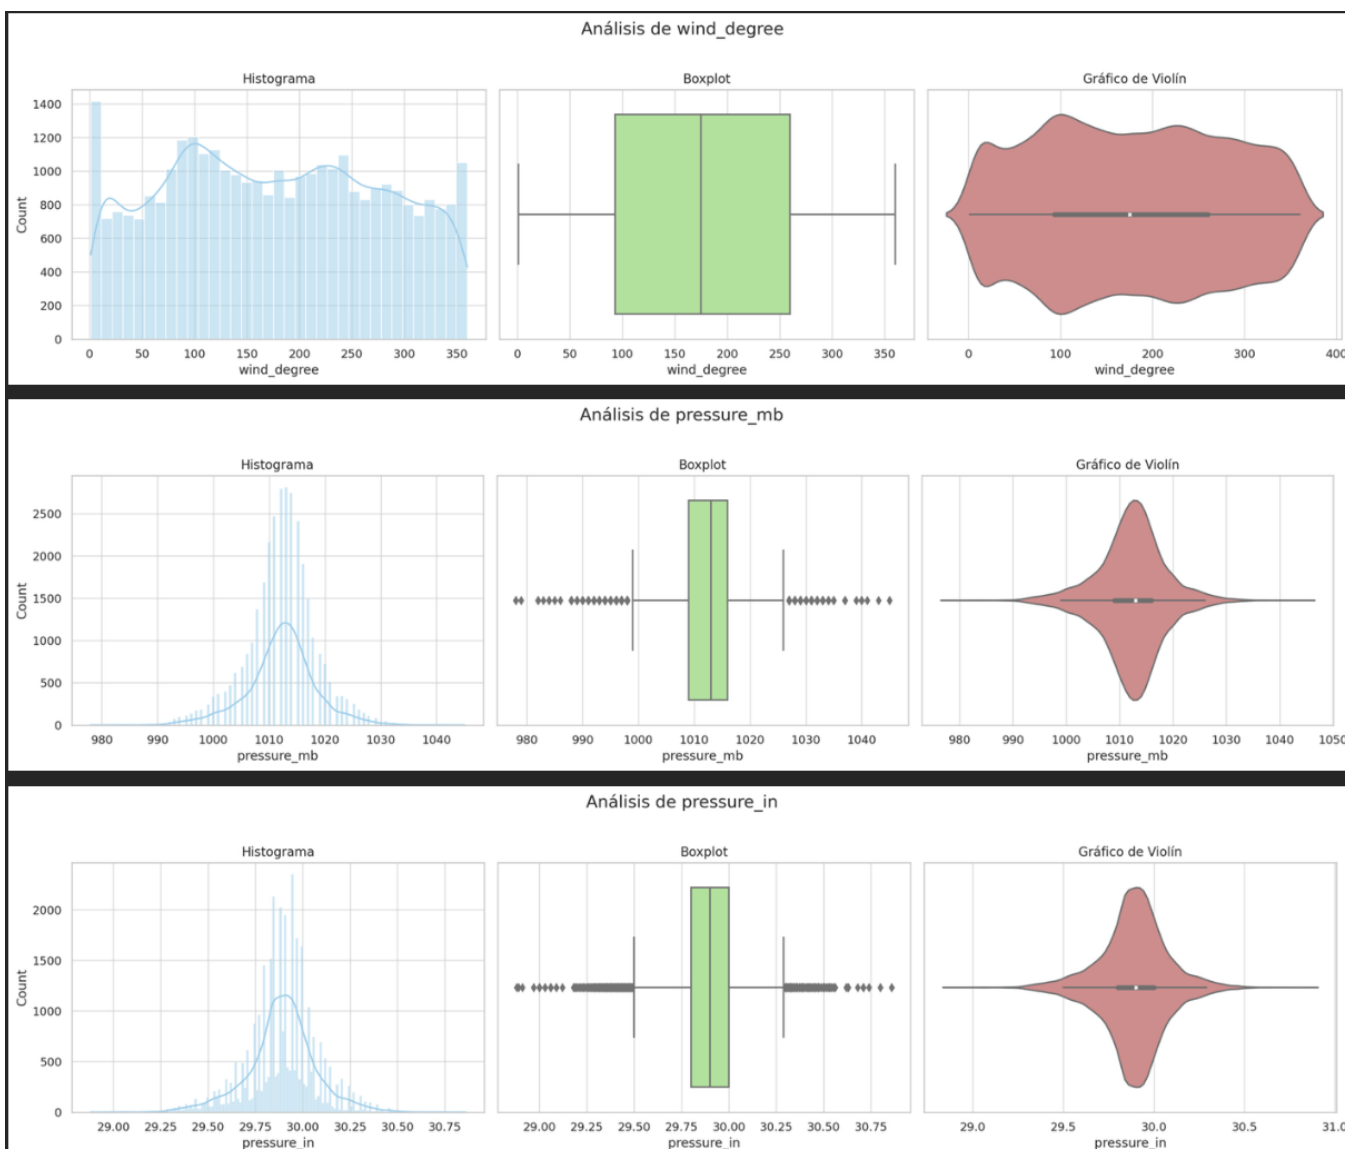 Análisis de wind_degree
Histograma
Boxplot
Gráfico de Violín
1400
1200
1000
800
600
400
200
0
Count
0 50 100 150 200 250 300 350
wind_degree
0 50 100 150 200 250 300 350
wind_degree
0 100 200 300 400
wind_degree
Análisis de pressure_mb
Histograma
Boxplot
Gráfico de Violín
2500
2000
1500
1000
500
0
Count
980 990 1000 1010 1020 1030 1040
pressure_mb
980 990 1000 1010 1020 1030 1040
pressure_mb
980 990 1000 1010 1020 1030 1040 1050
pressure_mb
Análisis de pressure_in
Histograma
Boxplot
Gráfico de Violín
2000
1500
1000
500
0
Count
29.00 29.25 29.50 29.75 30.00 30.25 30.50 30.75
pressure_in
29.00 29.25 29.50 29.75 30.00 30.25 30.50 30.75
pressure_in
29.0 29.5 30.0 30.5 31.0
pressure_in